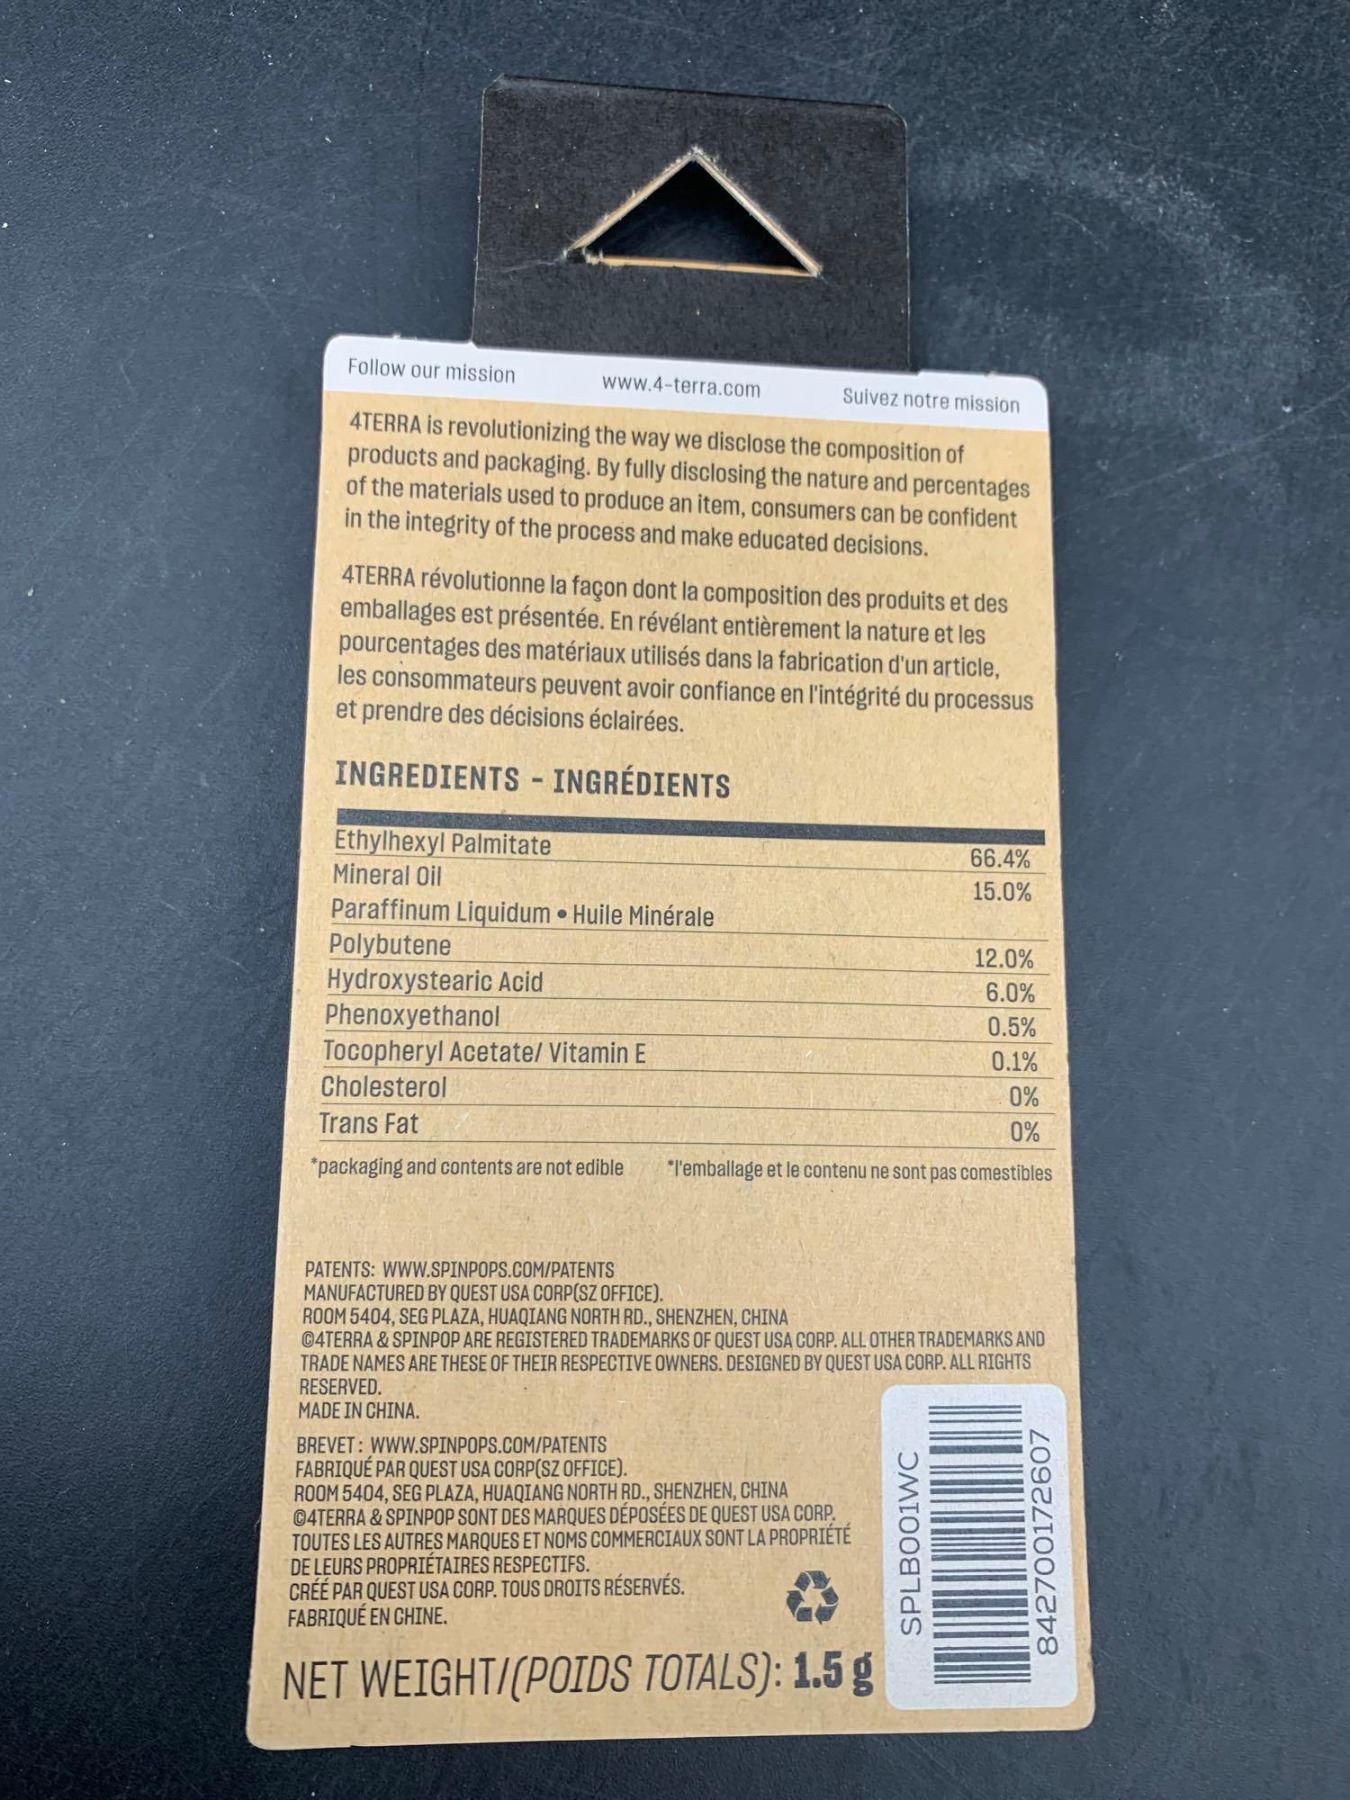 Follow our mission www.4-terra.com Suivez notre mission
4TERRA is revolutionizing the way we disclose the composition of
products and packaging. By fully disclosing the nature and percentages
of the materials used to produce an item, consumers can be confident
in the integrity of the process and make educated decisions.
4TERRA révolutionne la façon dont la composition des produits et des
emballages est présentée. En révélant entièrement la nature et les
pourcentages des matériaux utilisés dans la fabrication d'un article,
les consommateurs peuvent avoir confiance en l'intégrité du processus
et prendre des décisions éclairées.
INGREDIENTS - INGRÉDIENTS
Ethylhexyl Palmitate 66.4%
Mineral Oil 15.0%
Paraffinum Liquidum • Huile Minérale
Polybutene 12.0%
Hydroxystearic Acid 6.0%
Phenoxyethanol 0.5%
Tocopheryl Acetate/ Vitamin E 0.1%
Cholesterol 0%
Trans Fat 0%
*packaging and contents are not edible *l'emballage et le contenu ne sont pas comestibles
PATENTS: WWW.SPINPOPS.COM/PATENTS
MANUFACTURED BY QUEST USA CORP(SZ OFFICE).
ROOM 5404, SEG PLAZA, HUAQIANG NORTH RD., SHENZHEN, CHINA
©4TERRA & SPINPOP ARE REGISTERED TRADEMARKS OF QUEST USA CORP. ALL OTHER TRADEMARKS AND
TRADE NAMES ARE THESE OF THEIR RESPECTIVE OWNERS. DESIGNED BY QUEST USA CORP. ALL RIGHTS
RESERVED.
MADE IN CHINA.
BREVET : WWW.SPINPOPS.COM/PATENTS
FABRIQUÉ PAR QUEST USA CORP(SZ OFFICE).
ROOM 5404, SEG PLAZA, HUAQIANG NORTH RD., SHENZHEN, CHINA
©4TERRA & SPINPOP SONT DES MARQUES DÉPOSÉES DE QUEST USA CORP.
TOUTES LES AUTRES MARQUES ET NOMS COMMERCIAUX SONT LA PROPRIÉTÉ
DE LEURS PROPRIÉTAIRES RESPECTIFS.
CRÉÉ PAR QUEST USA CORP. TOUS DROITS RÉSERVÉS.
FABRIQUÉ EN CHINE.
NET WEIGHT/(POIDS TOTALS): 1.5 g
SPLB001WC
842700172607